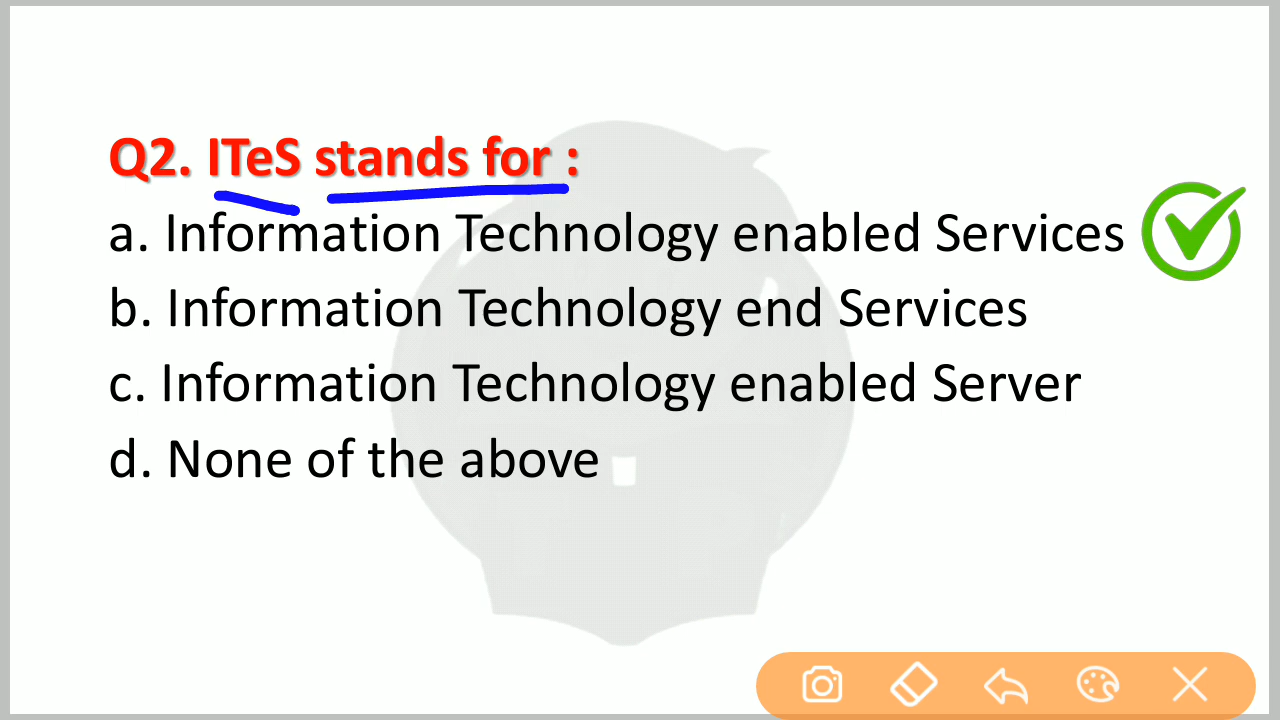 Q2. ITeS stands for :
a. Information Technology enabled Services
b. Information Technology end Services
c. Information Technology enabled Server
d. None of the above